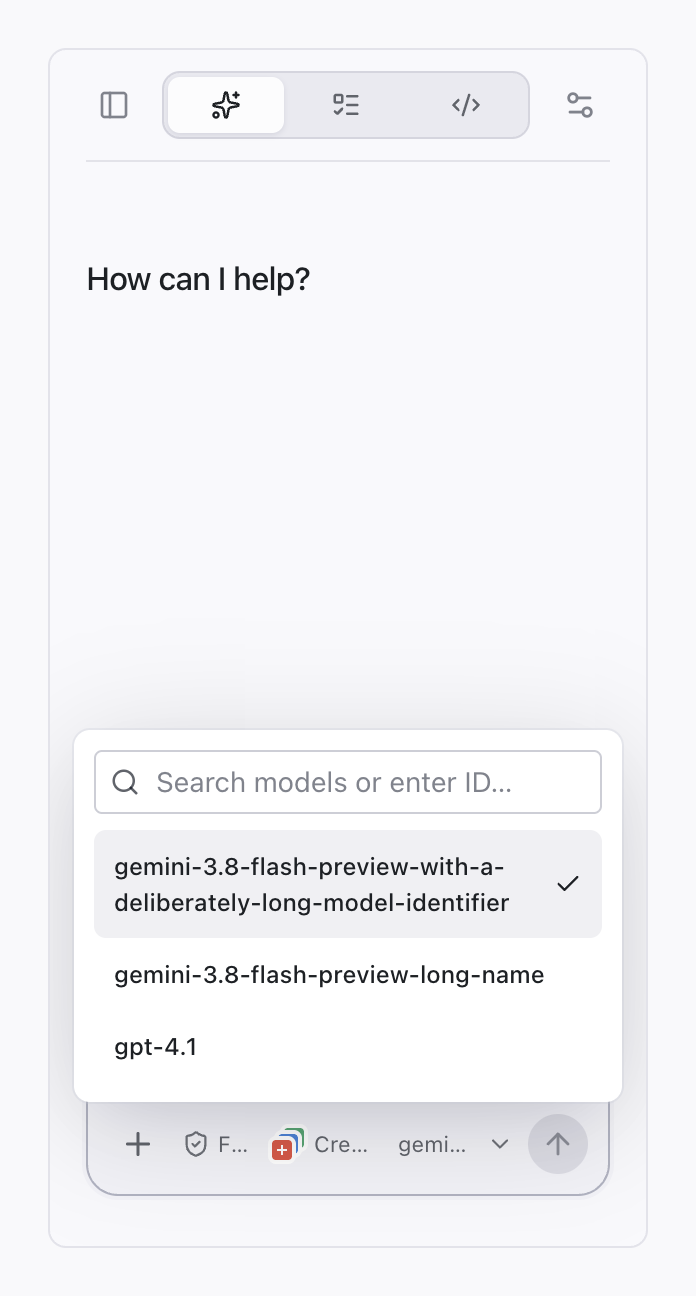 How can I help?
Search models or enter ID...
gemini-3.8-flash-preview-with-a-
deliberately-long-model-identifier
gemini-3.8-flash-preview-long-name
gpt-4.1
F... Cre... gemi...